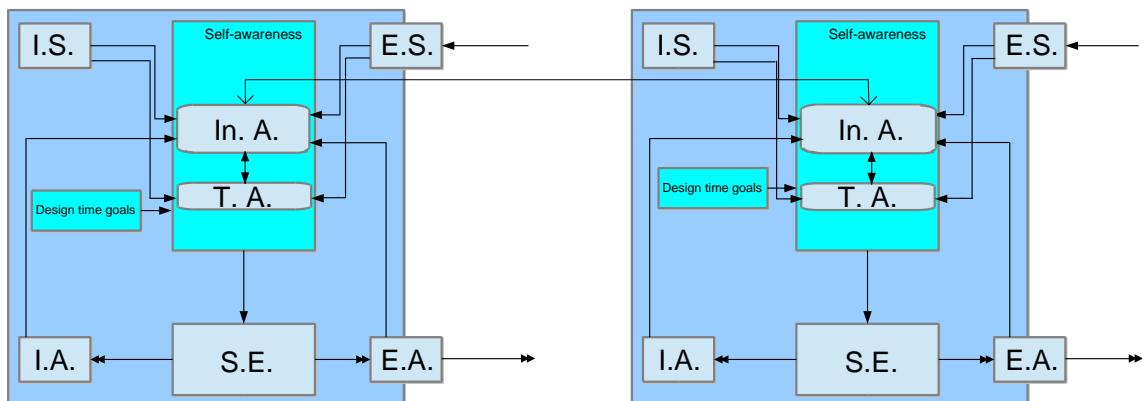 I.S.
Self-awareness
E.S.
In. A.
T. A.
Design time goals
I.A.
S.E.
E.A.
I.S.
Self-awareness
E.S.
In. A.
T. A.
Design time goals
I.A.
S.E.
E.A.